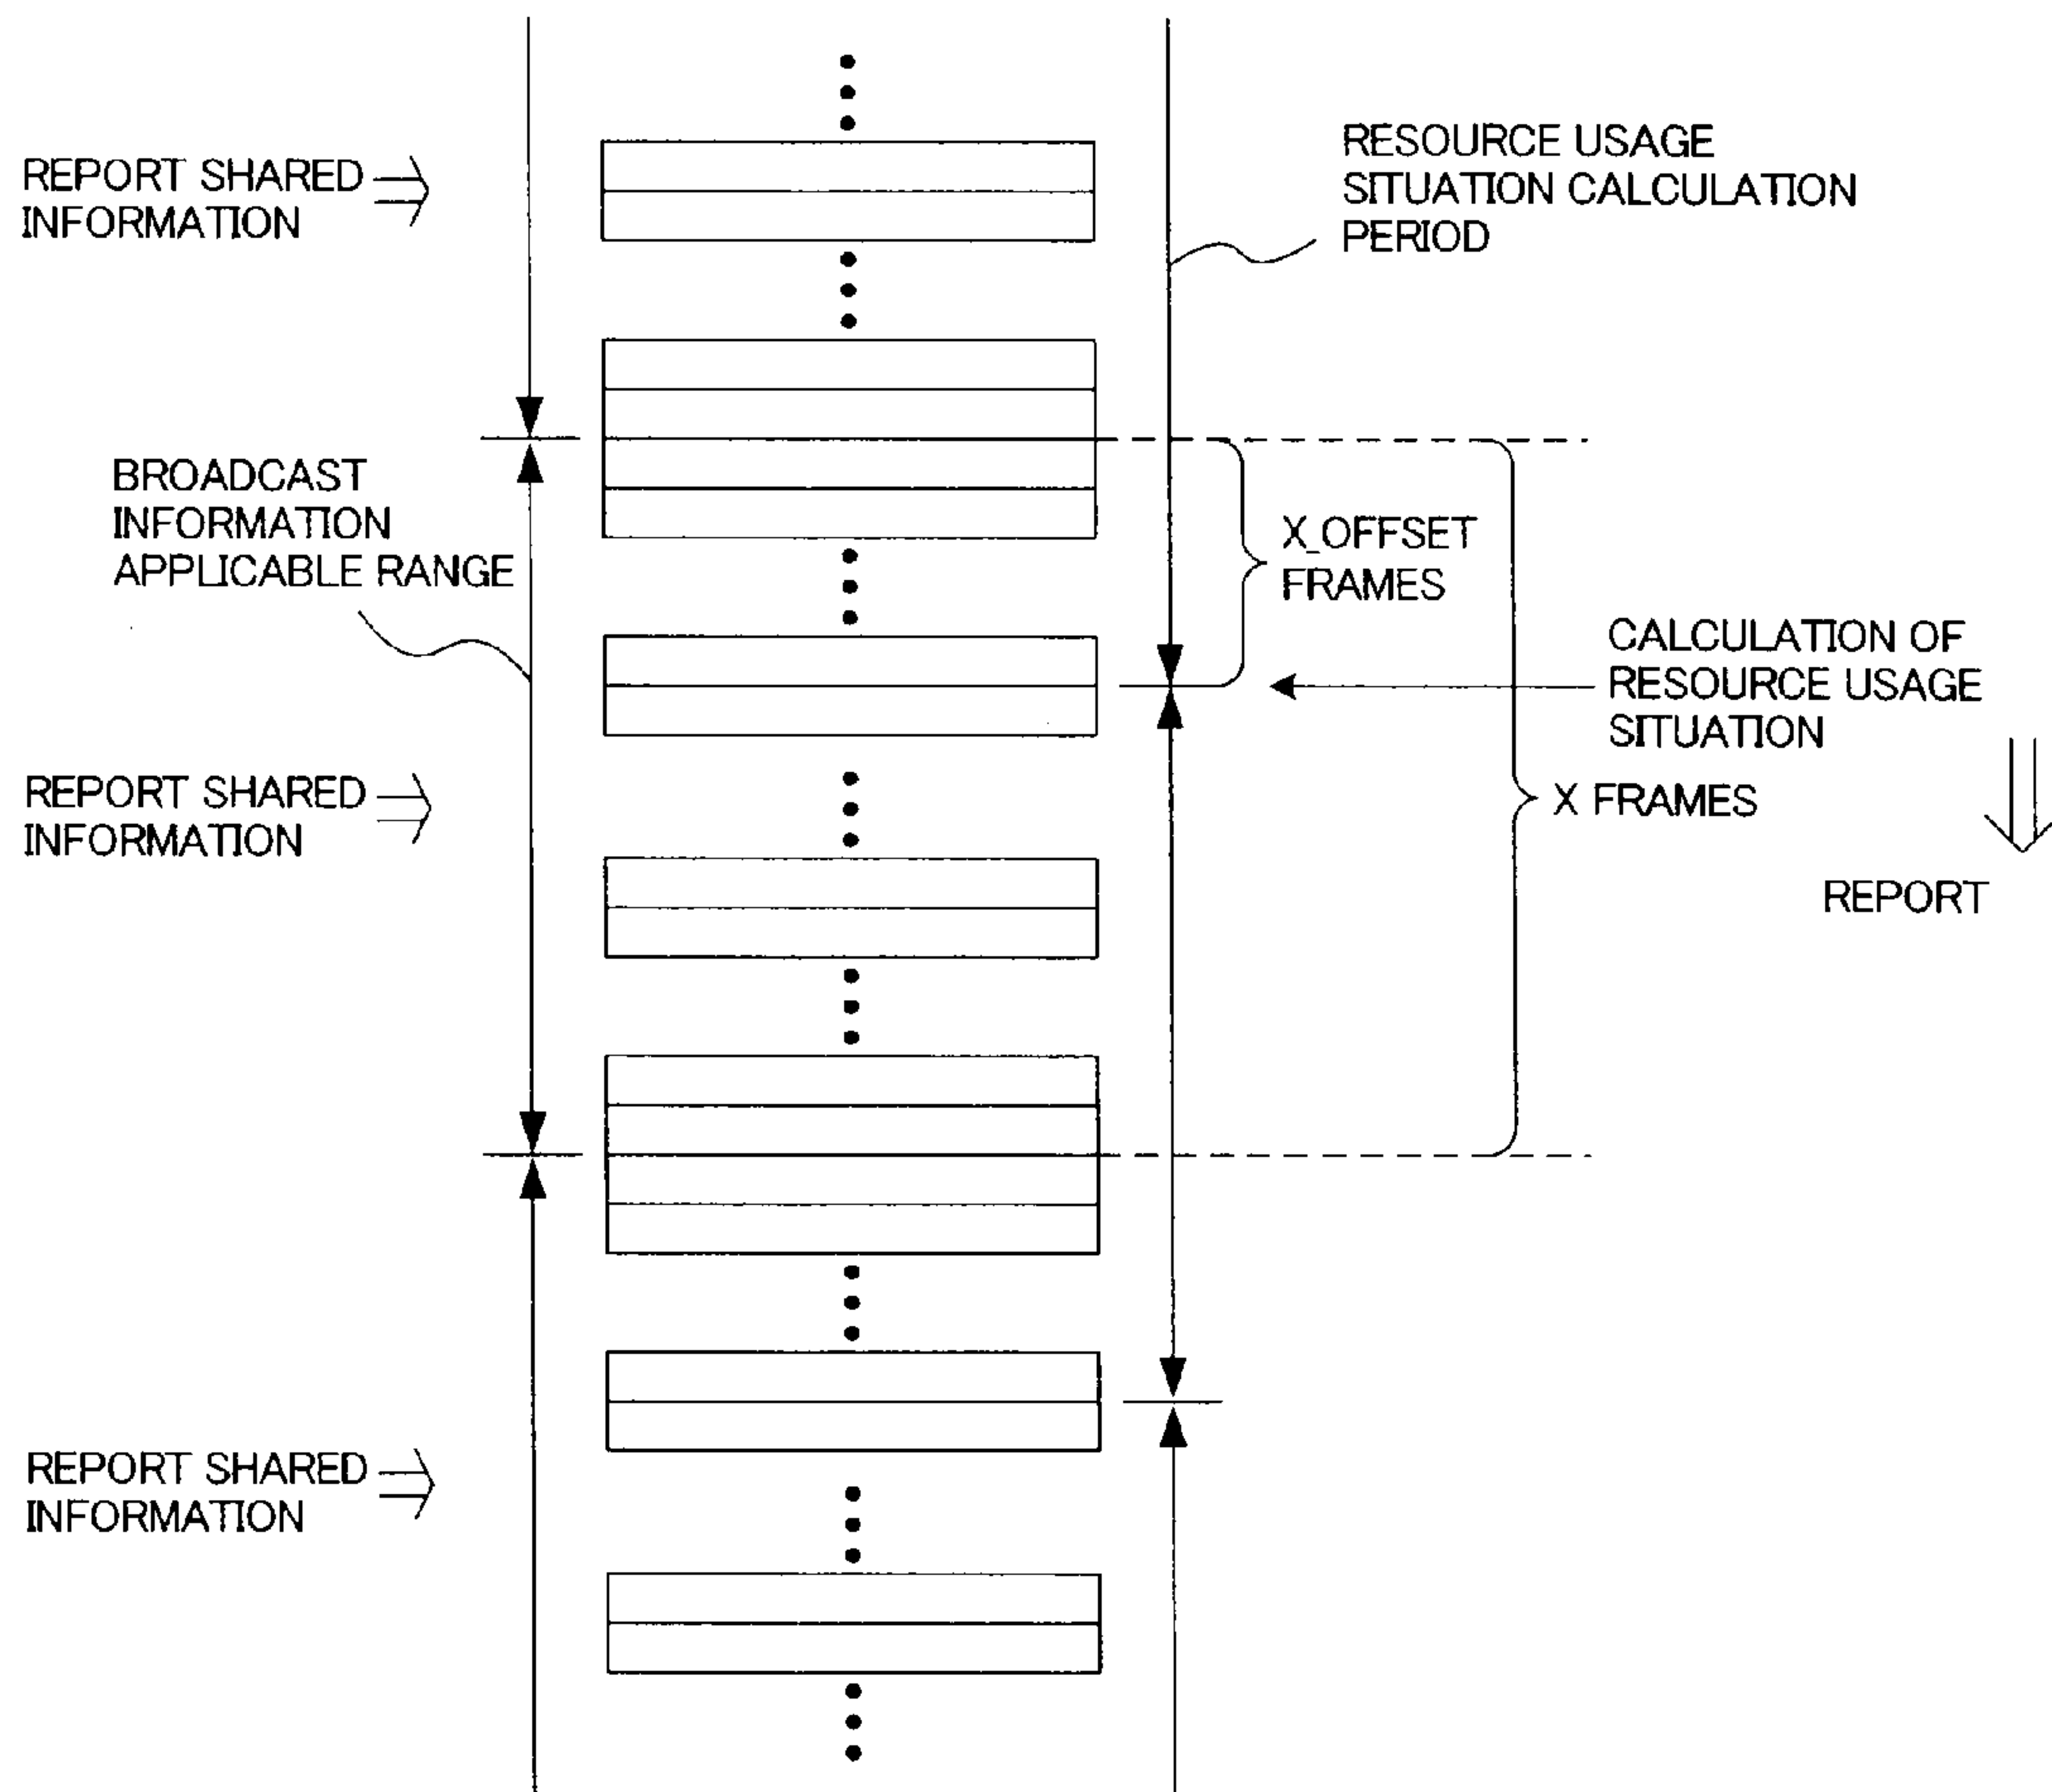 REPORT SHARED
INFORMATION
RESOURCE USAGE
SITUATION CALCULATION
PERIOD
BROADCAST
INFORMATION
APPLICABLE RANGE
X_OFFSET
FRAMES
CALCULATION OF
RESOURCE USAGE
SITUATION
REPORT SHARED
INFORMATION
X FRAMES
REPORT
REPORT SHARED
INFORMATION